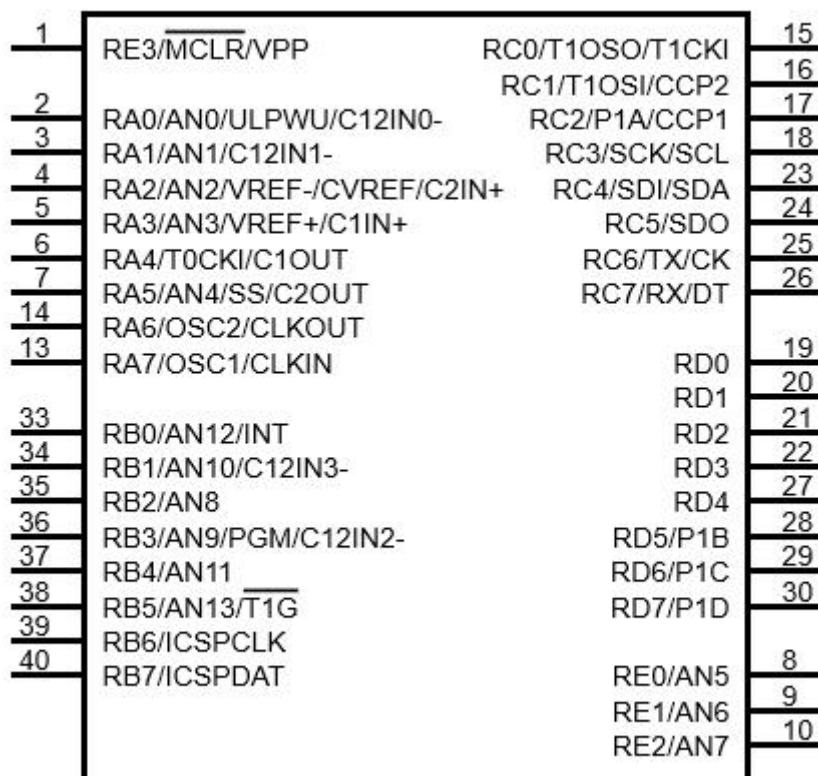 1 RE3/MCLR/VPP RC0/T1OSO/T1CKI 15
RC1/T1OSI/CCP2 16
2 RA0/AN0/ULPWU/C12IN0- RC2/P1A/CCP1 17
3 RA1/AN1/C12IN1- RC3/SCK/SCL 18
4 RA2/AN2/VREF-/CVREF/C2IN+ RC4/SDI/SDA 23
5 RA3/AN3/VREF+/C1IN+ RC5/SDO 24
6 RA4/T0CKI/C1OUT RC6/TX/CK 25
7 RA5/AN4/SS/C2OUT RC7/RX/DT 26
14 RA6/OSC2/CLKOUT
13 RA7/OSC1/CLKIN RD0 19
RD1 20
33 RB0/AN12/INT RD2 21
34 RB1/AN10/C12IN3- RD3 22
35 RB2/AN8 RD4 27
36 RB3/AN9/PGM/C12IN2- RD5/P1B 28
37 RB4/AN11 RD6/P1C 29
38 RB5/AN13/T1G RD7/P1D 30
39 RB6/ICSPCLK
40 RB7/ICSPDAT RE0/AN5 8
RE1/AN6 9
RE2/AN7 10